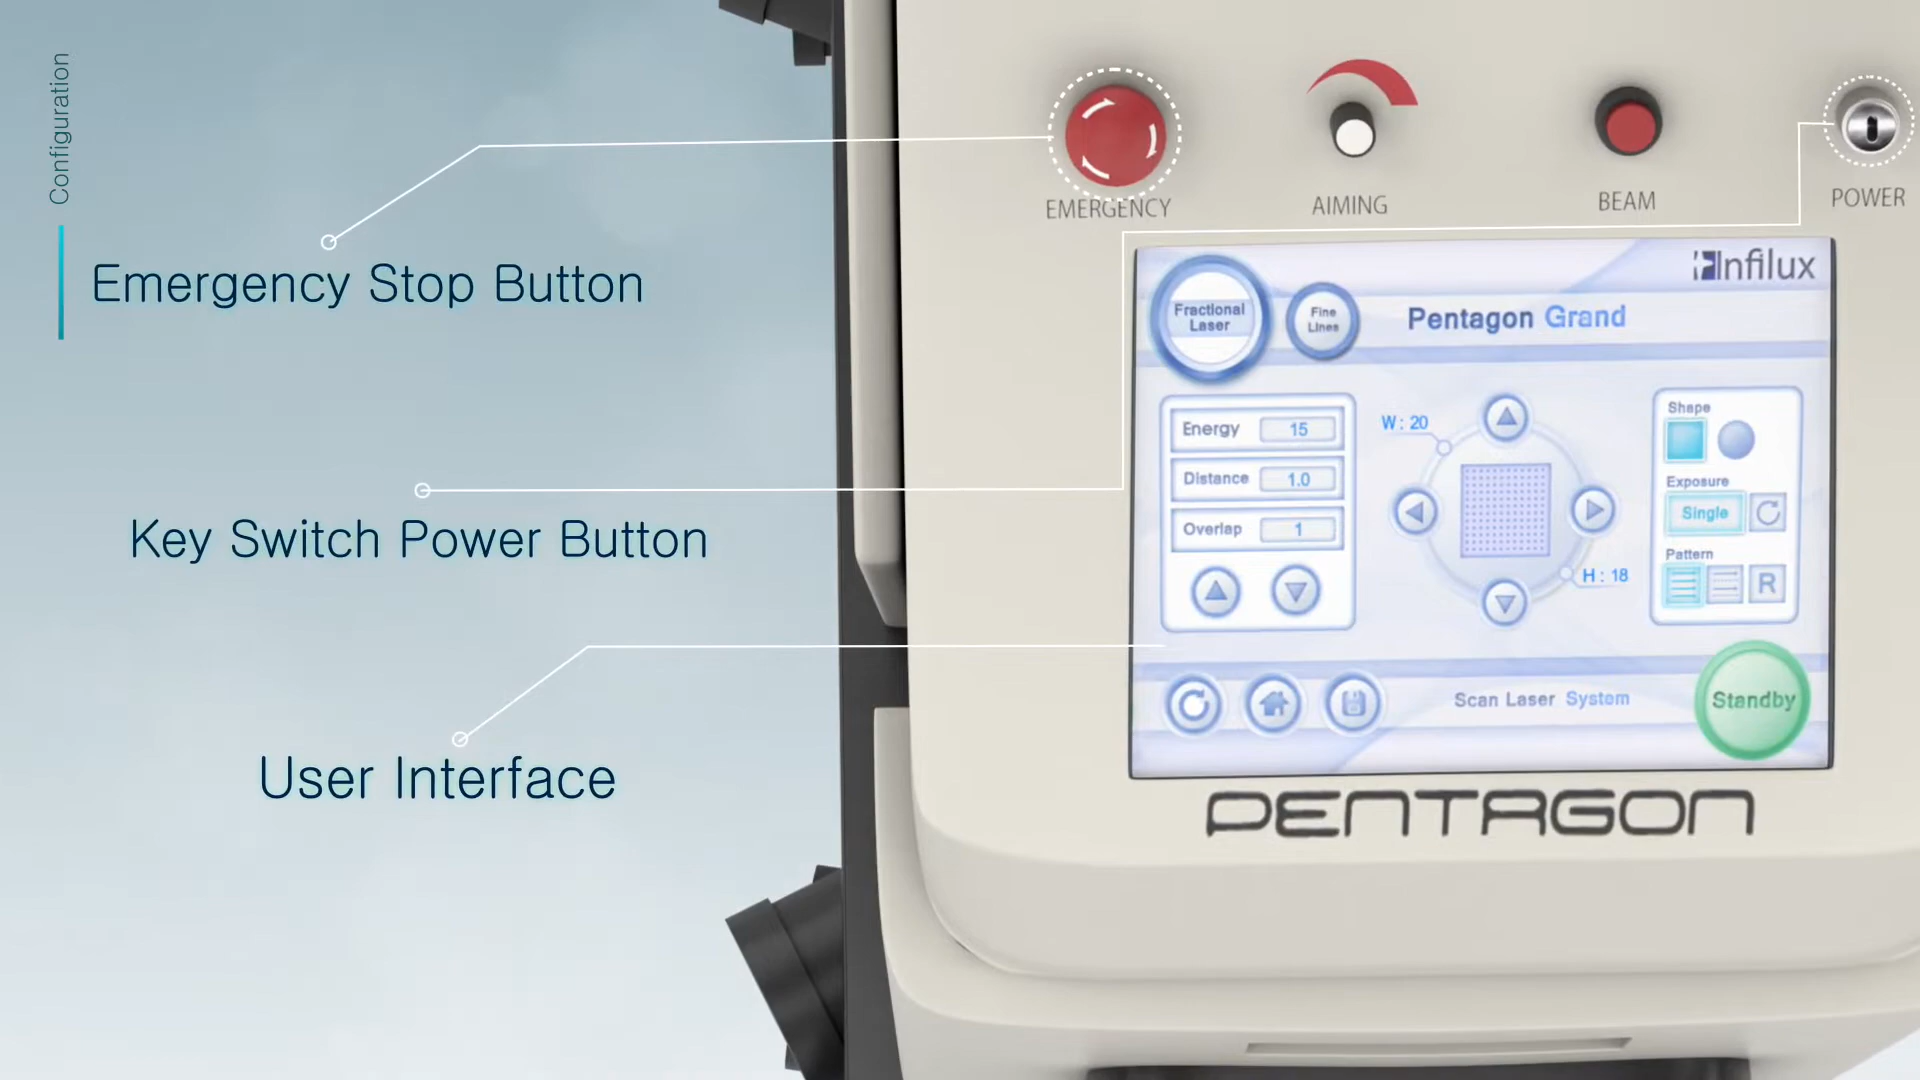 Configuration
Emergency Stop Button
Key Switch Power Button
User Interface
EMERGENCY
AIMING
BEAM
POWER
Infilux
Fractional
Laser
Fine
Lines
Pentagon Grand
Energy 15
Distance 1.0
Overlap 1
W : 20
H : 18
Shape
Exposure
Single
Pattern
R
Scan Laser System
Standby
PENTAGON